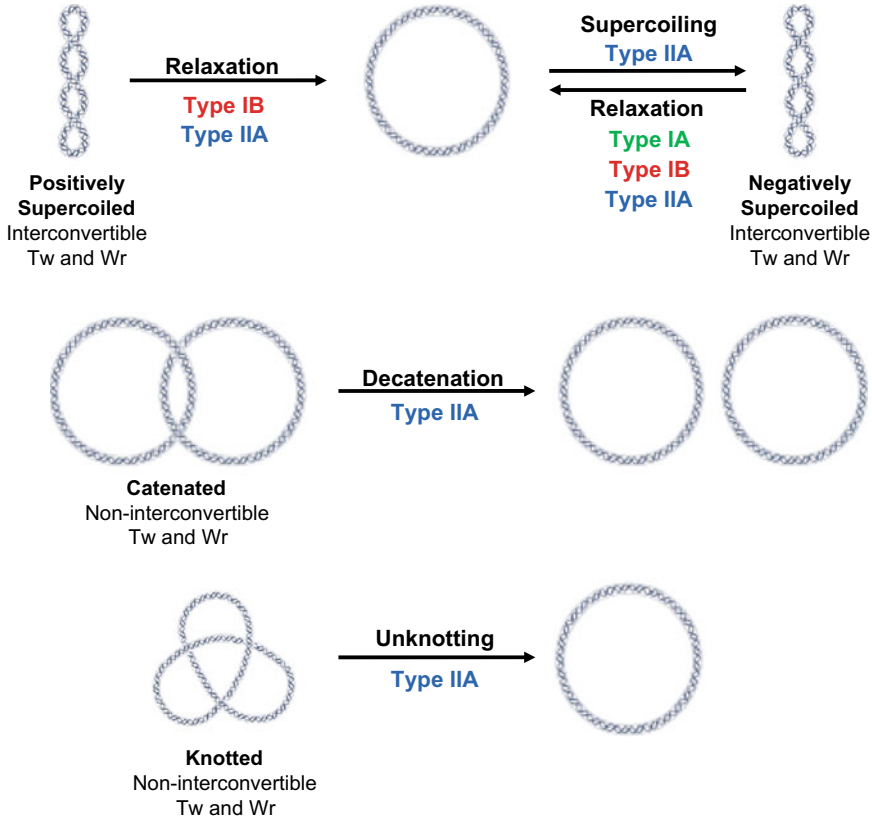 Relaxation
Type IB
Type IIA
Positively
Supercoiled
Interconvertible
Tw and Wr
Supercoiling
Type IIA
Relaxation
Type IA
Type IB
Type IIA
Negatively
Supercoiled
Interconvertible
Tw and Wr
Decatenation
Type IIA
Catenated
Non-interconvertible
Tw and Wr
Unknotting
Type IIA
Knotted
Non-interconvertible
Tw and Wr